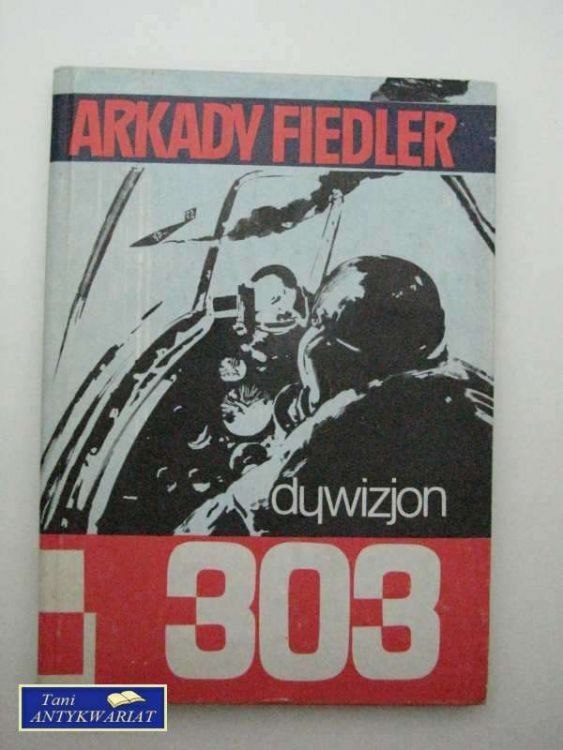 ARKADY FIEDLER
dywizjon
303
Tani
ANTYKWARIAT